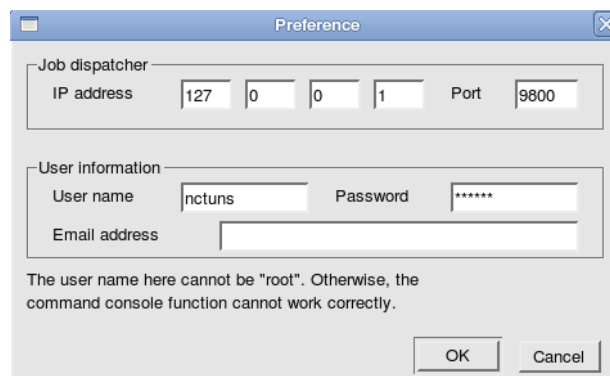 Preference
Job dispatcher
IP address 127 0 0 1 Port 9800
User information
User name nctuns Password ******
Email address
The user name here cannot be "root". Otherwise, the
command console function cannot work correctly.
OK Cancel